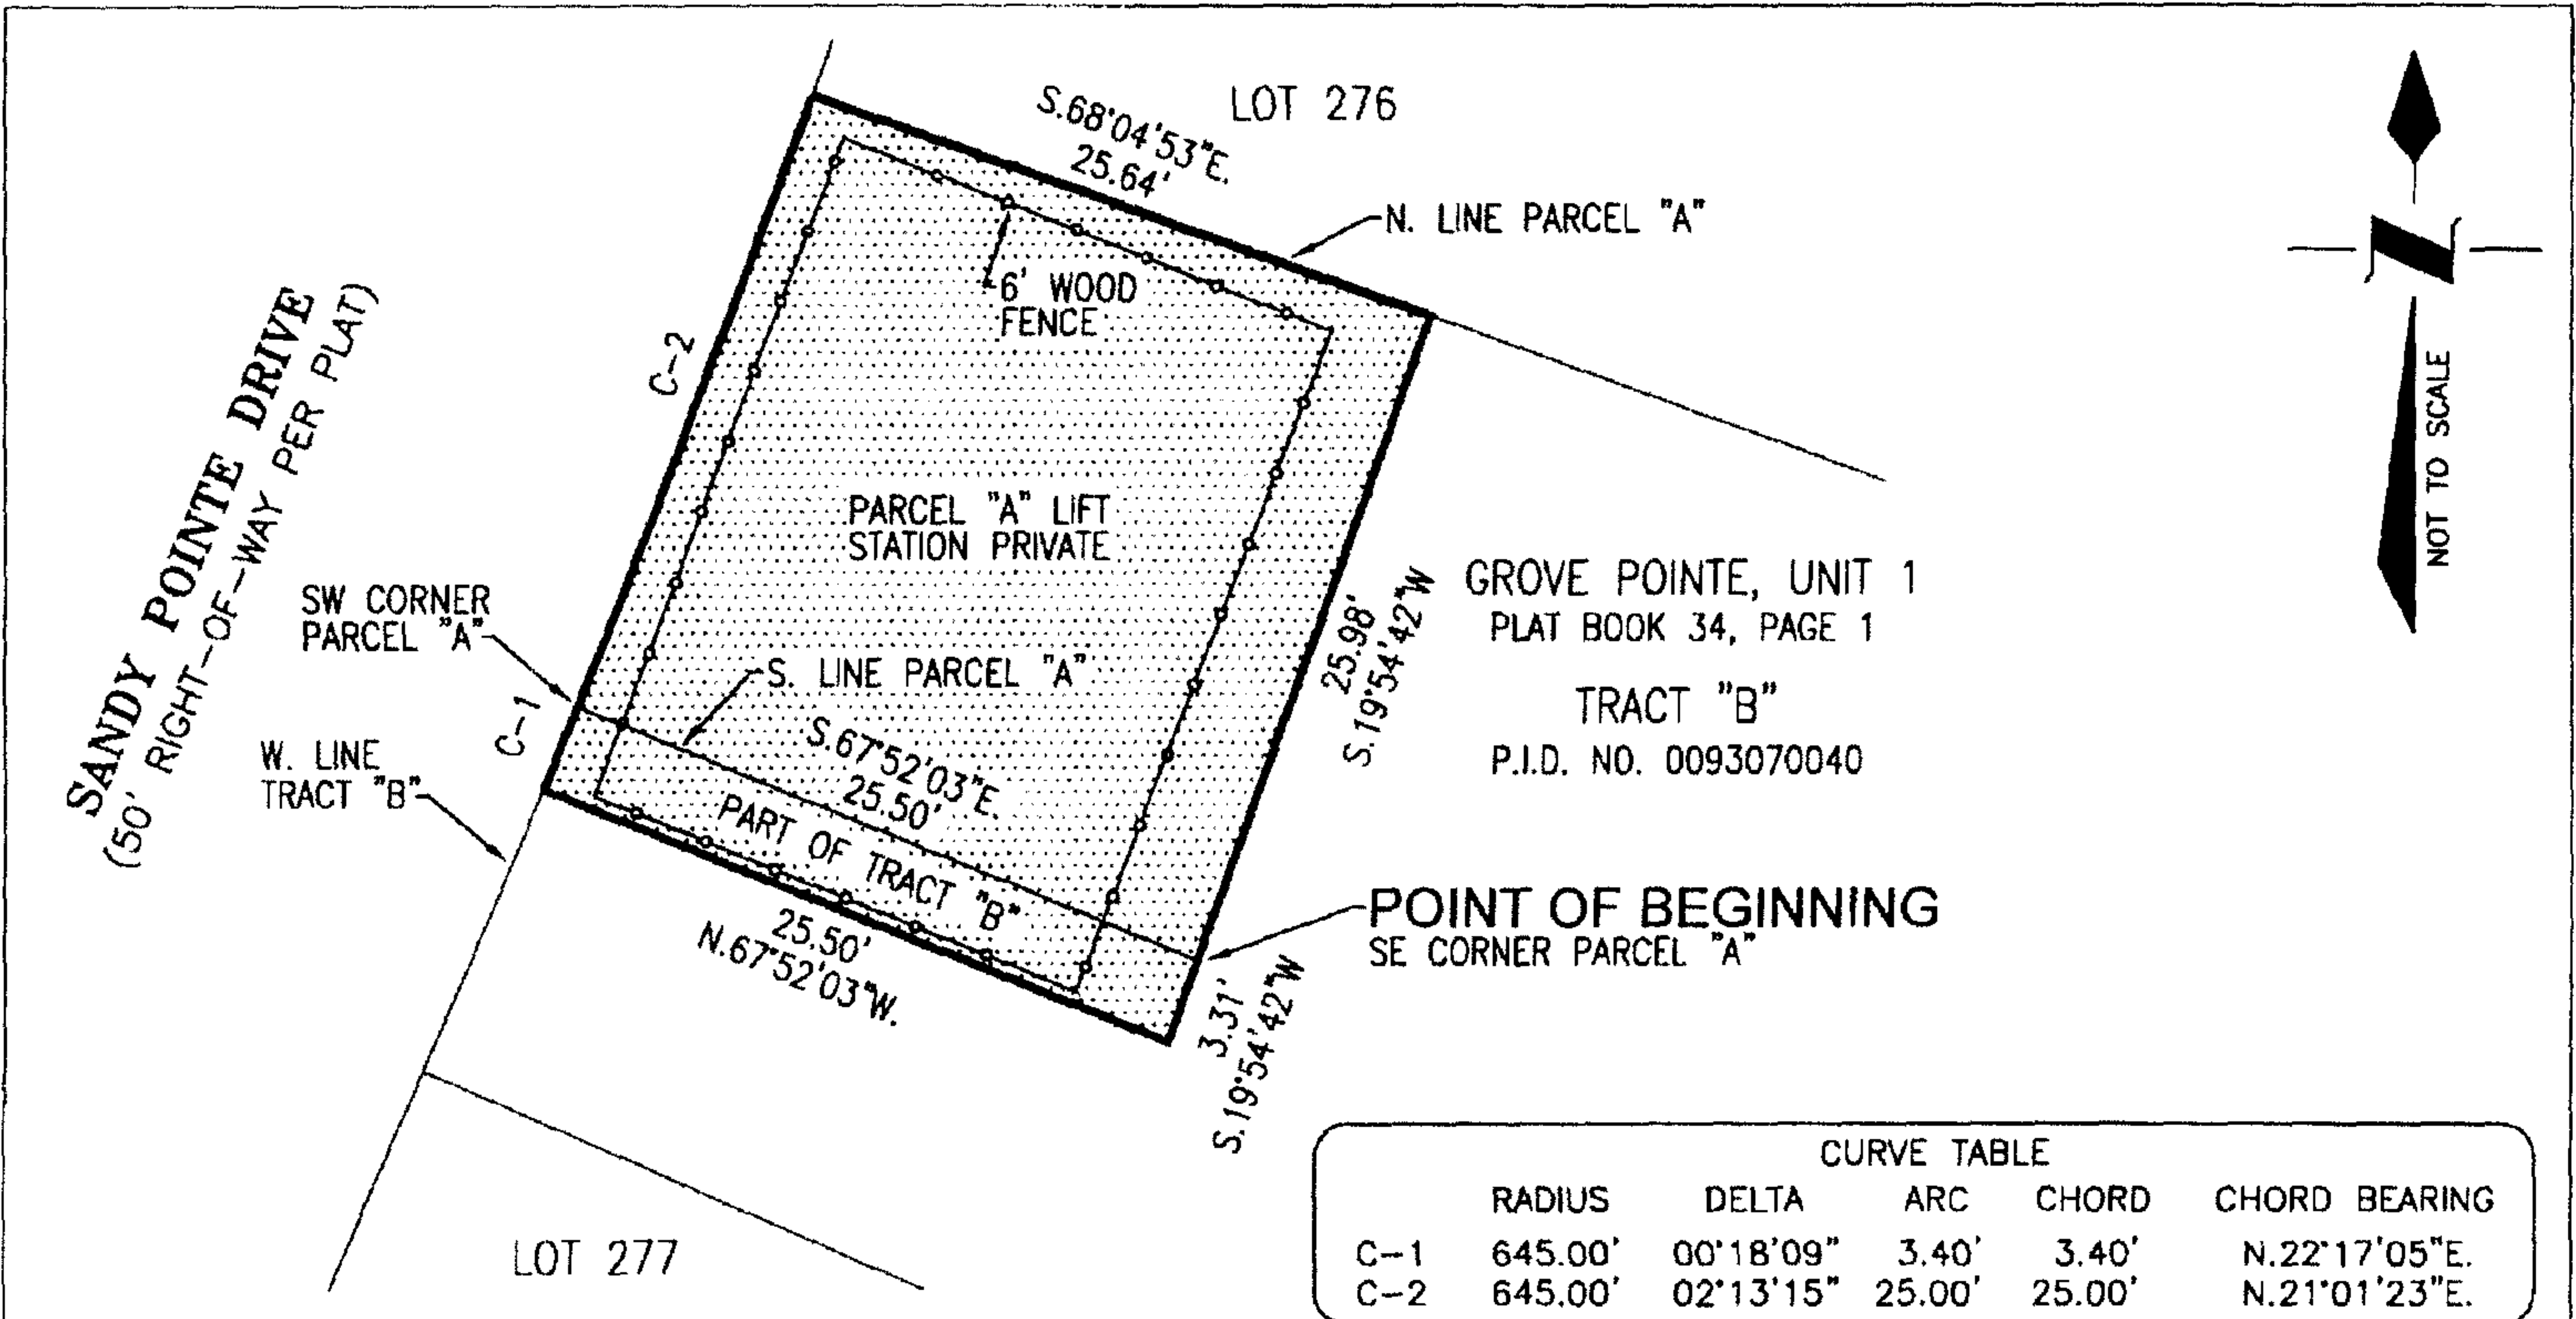 LOT 276
S.68°04'53"E.
25.64'
N. LINE PARCEL "A"
6' WOOD
FENCE
C-2
SANDY POINTE DRIVE
(50' RIGHT-OF-WAY PER PLAT)
N
NOT TO SCALE
PARCEL "A" LIFT
STATION PRIVATE
SW CORNER
PARCEL "A"
S. LINE PARCEL "A"
25.98'
S.19°54'42"W
GROVE POINTE, UNIT 1
PLAT BOOK 34, PAGE 1
TRACT "B"
P.I.D. NO. 0093070040
C-1
W. LINE
TRACT "B"
S.67°52'03"E.
25.50'
PART OF TRACT "B"
25.50'
N.67°52'03"W.
POINT OF BEGINNING
SE CORNER PARCEL "A"
3.31'
S.19°54'42"W
LOT 277
CURVE TABLE
RADIUS DELTA ARC CHORD CHORD BEARING
C-1 645.00' 00°18'09" 3.40' 3.40' N.22°17'05"E.
C-2 645.00' 02°13'15" 25.00' 25.00' N.21°01'23"E.